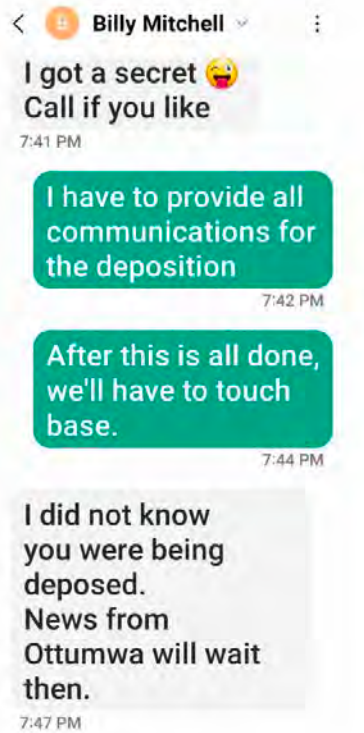 Billy Mitchell
I got a secret 😜
Call if you like
7:41 PM
I have to provide all
communications for
the deposition
7:42 PM
After this is all done,
we'll have to touch
base.
7:44 PM
I did not know
you were being
deposed.
News from
Ottumwa will wait
then.
7:47 PM